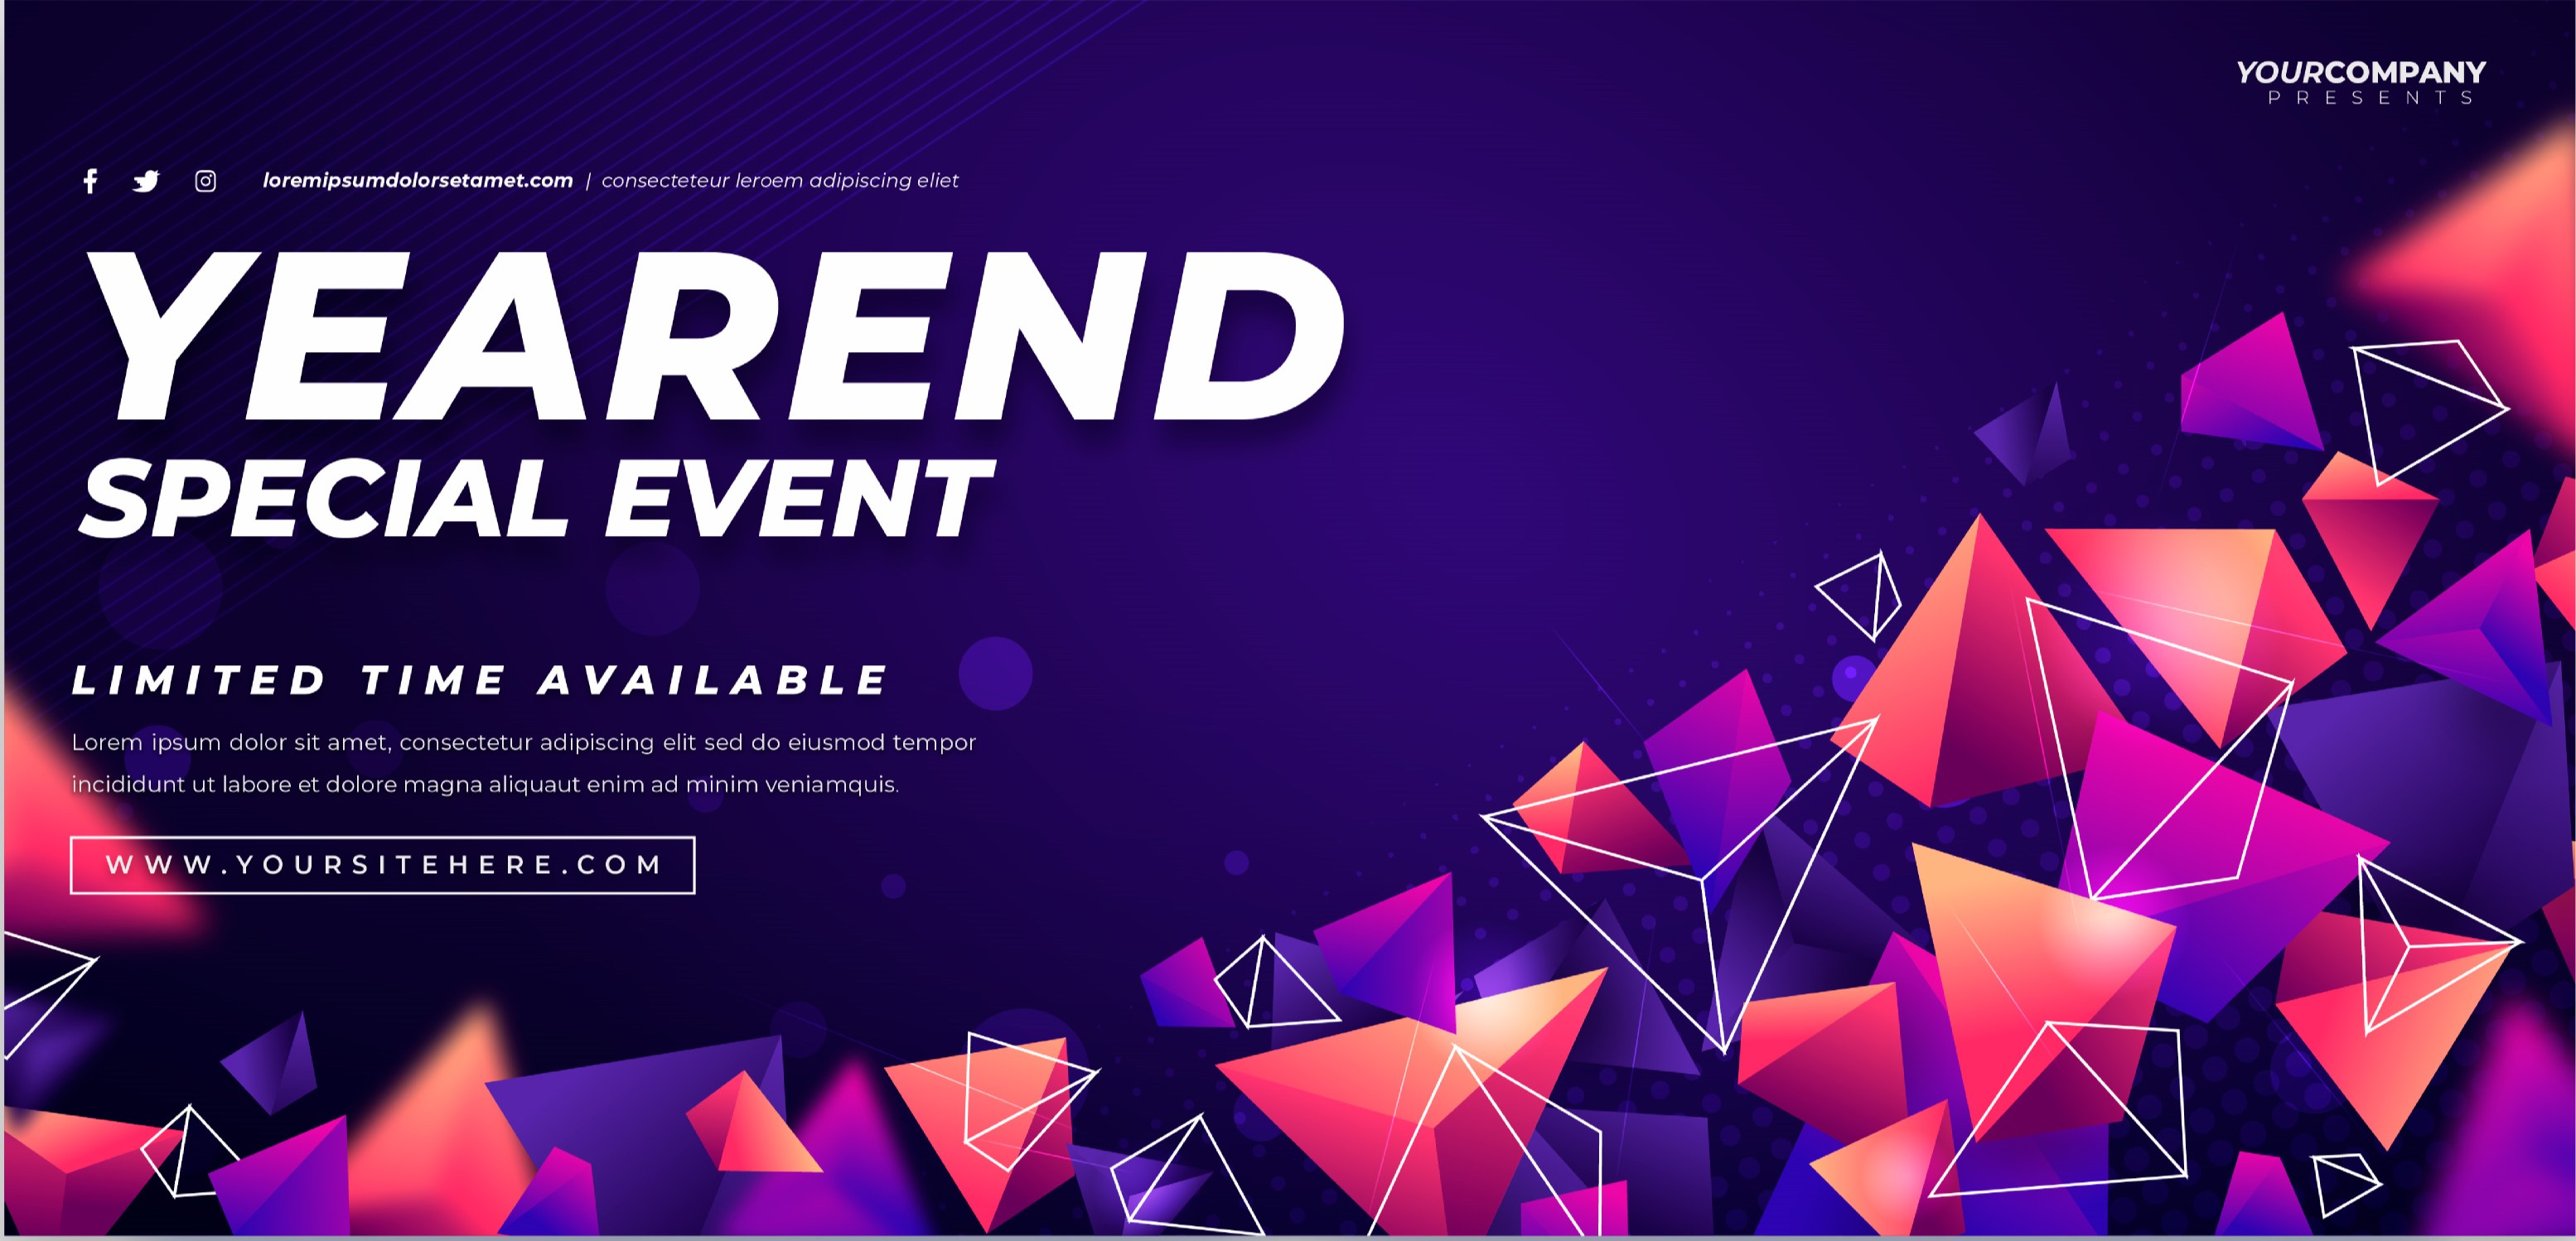 YOURCOMPANY
PRESENTS
loremipsumdolorsetamet.com | consecteteur leroem adipiscing eliet
YEAREND
SPECIAL EVENT
LIMITED TIME AVAILABLE
Lorem ipsum dolor sit amet, consectetur adipiscing elit sed do eiusmod tempor
incididunt ut labore et dolore magna aliquaut enim ad minim veniamquis.
WWW.YOURSITEHERE.COM